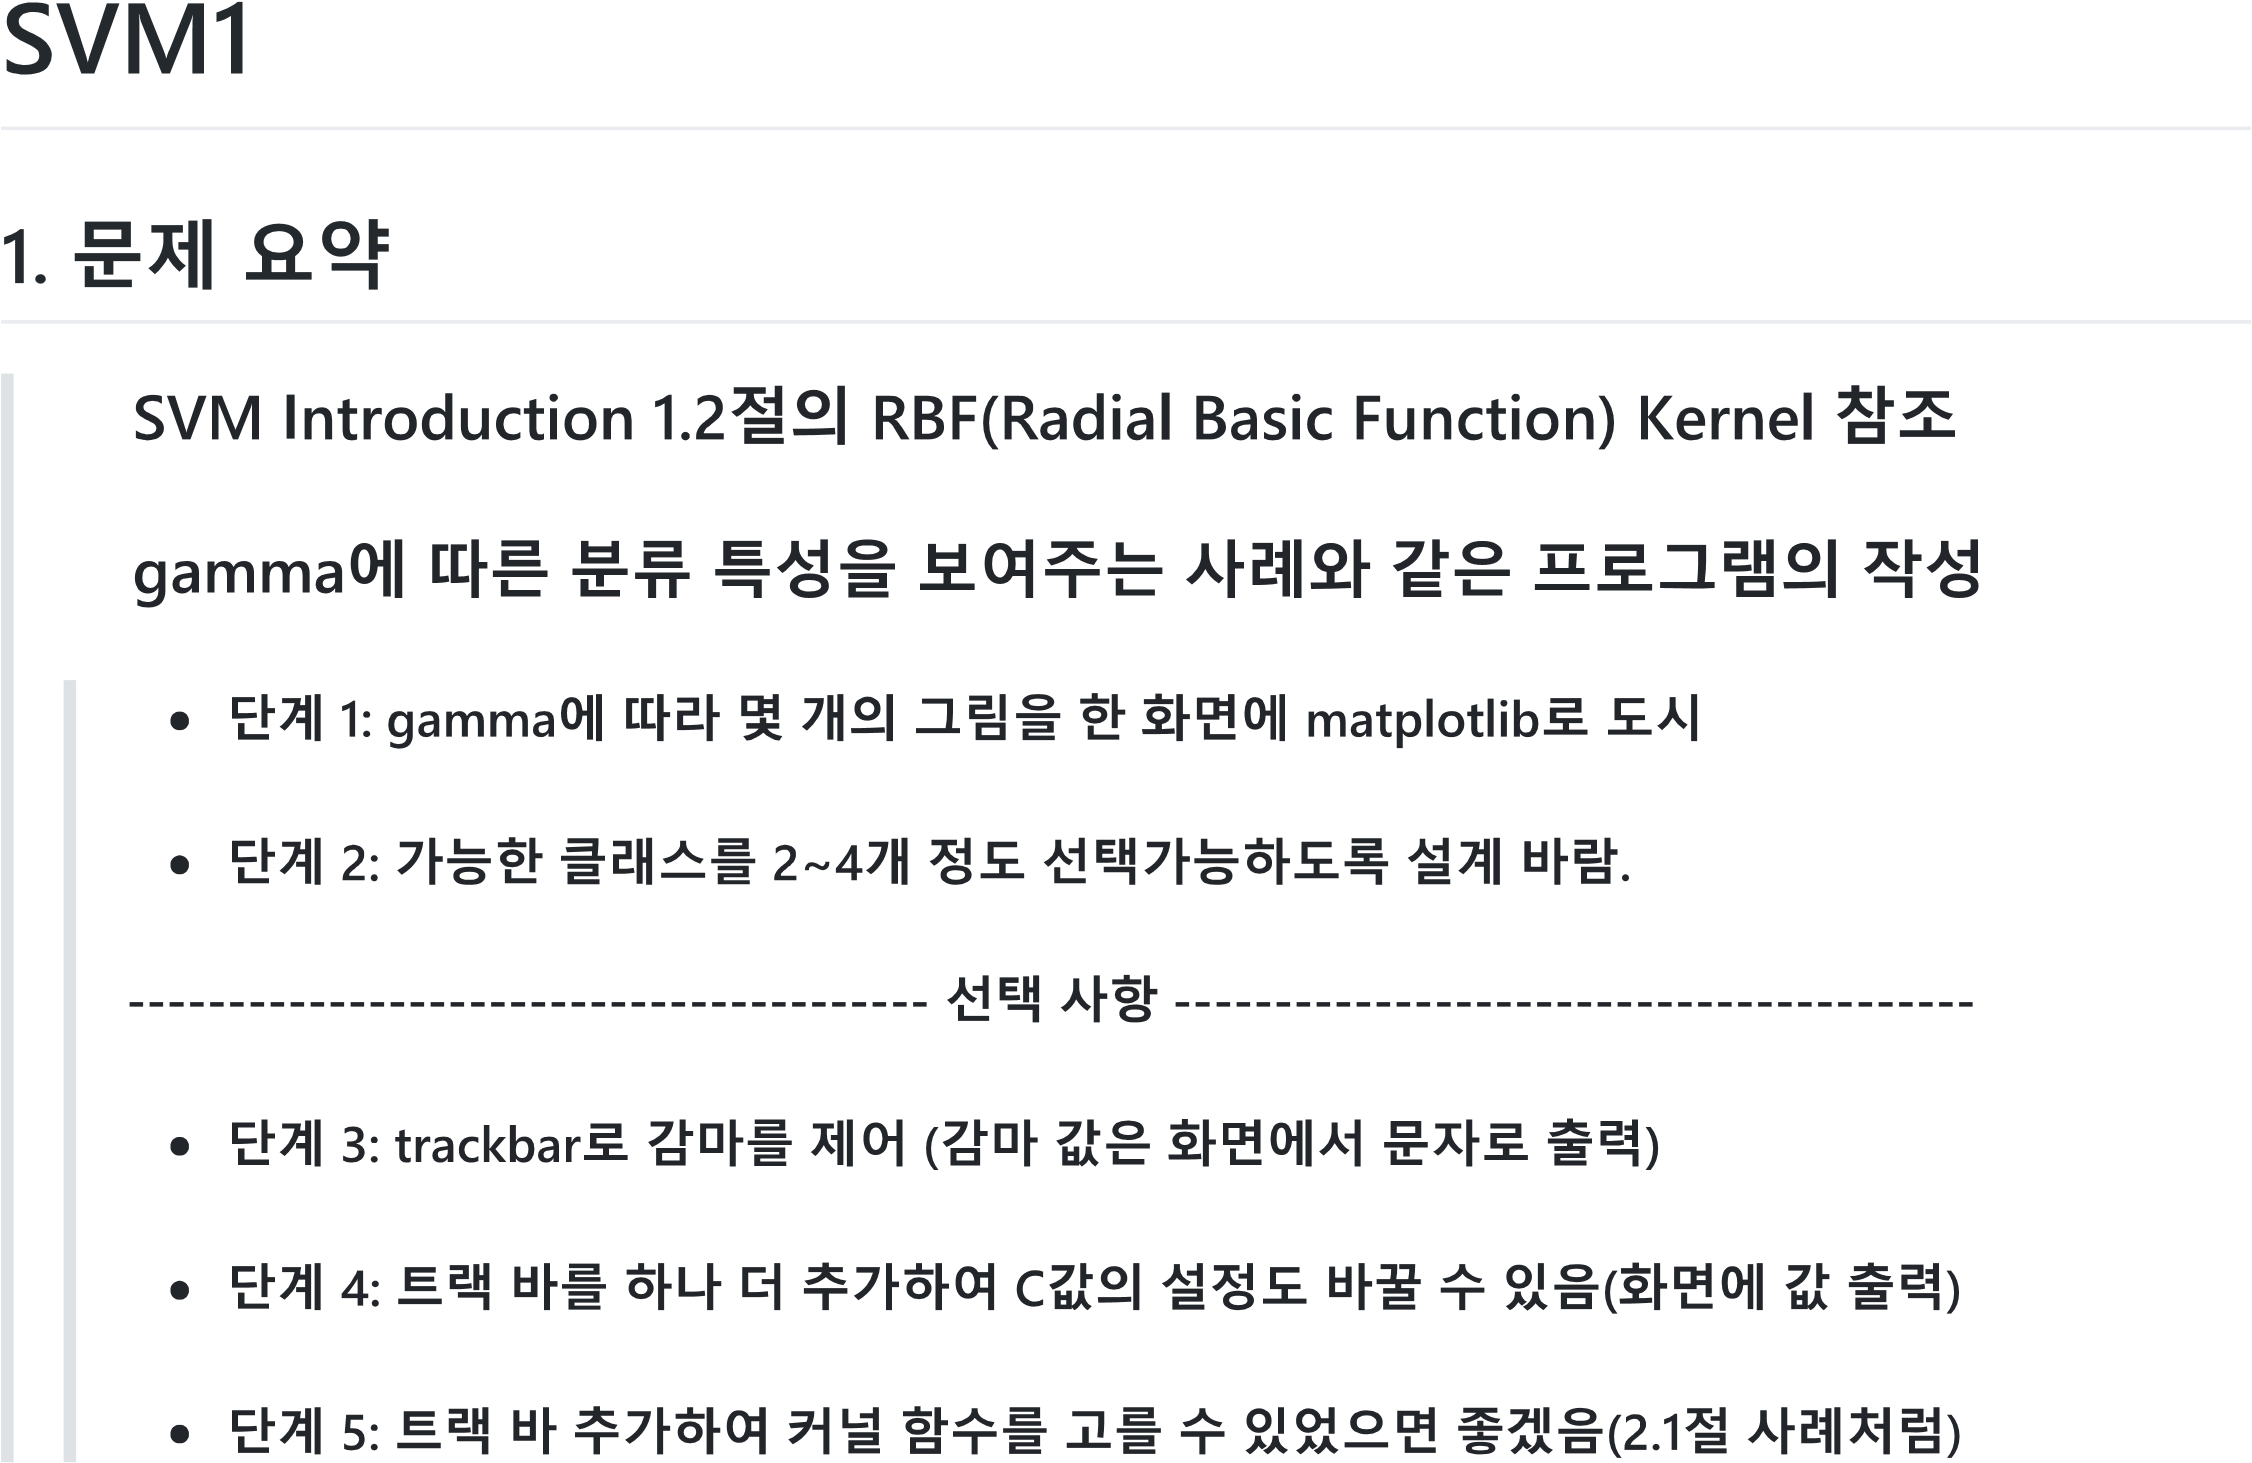 SVM1
1. 문제 요약
SVM Introduction 1.2절의 RBF(Radial Basic Function) Kernel 참조
gamma에 따른 분류 특성을 보여주는 사례와 같은 프로그램의 작성
• 단계 1: gamma에 따라 몇 개의 그림을 한 화면에 matplotlib로 도시
• 단계 2: 가능한 클래스를 2~4개 정도 선택가능하도록 설계 바람.
---------------------------------------- 선택 사항 ----------------------------------------
• 단계 3: trackbar로 감마를 제어 (감마 값은 화면에서 문자로 출력)
• 단계 4: 트랙 바를 하나 더 추가하여 C값의 설정도 바꿀 수 있음(화면에 값 출력)
• 단계 5: 트랙 바 추가하여 커널 함수를 고를 수 있었으면 좋겠음(2.1절 사례처럼)